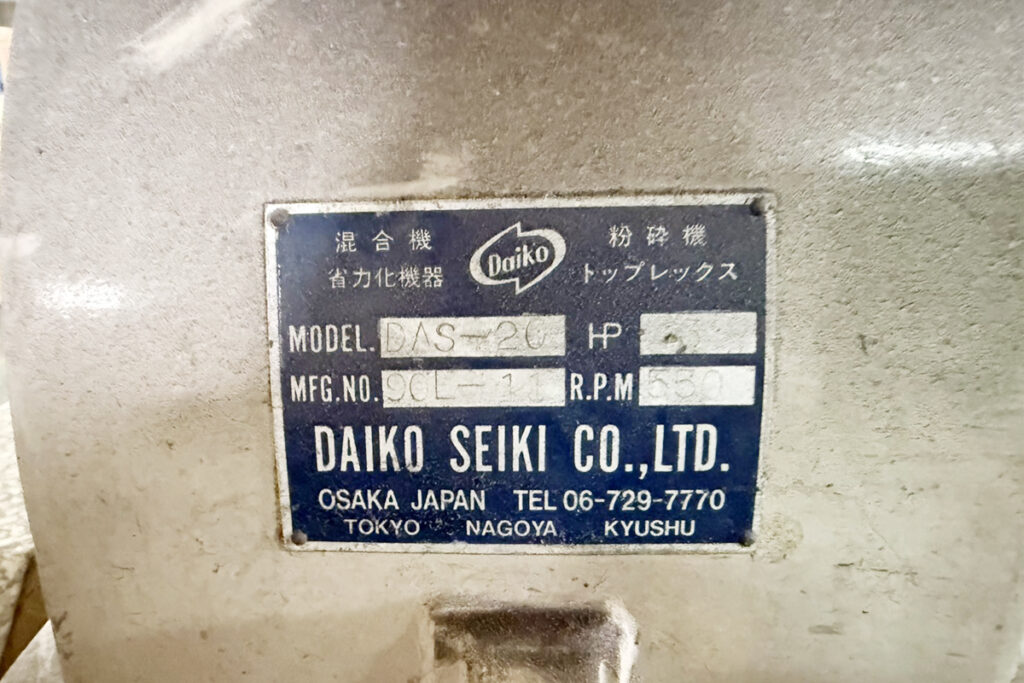 混合機 Daiko 粉砕機
省力化機器 トップレックス
MODEL. DAS-20 HP 3
MFG.NO. 9CL-11 R.P.M 550
DAIKO SEIKI CO.,LTD.
OSAKA JAPAN TEL 06-729-7770
TOKYO NAGOYA KYUSHU